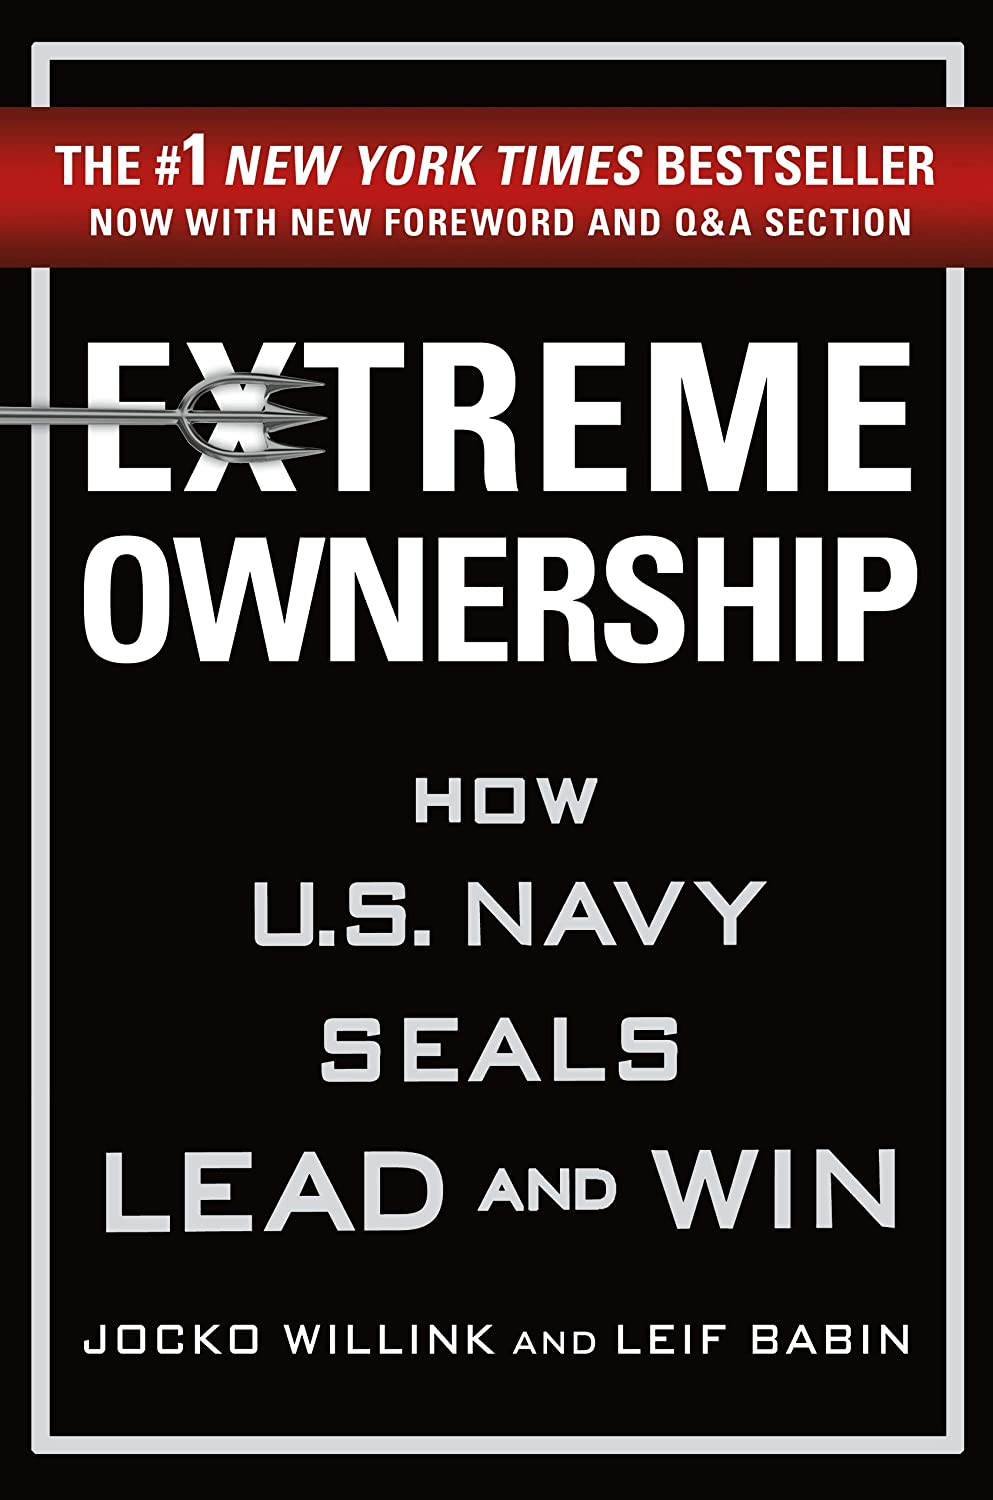 THE #1 NEW YORK TIMES BESTSELLER
NOW WITH NEW FOREWORD AND Q&A SECTION
EXTREME
OWNERSHIP
HOW
U.S. NAVY
SEALS
LEAD AND WIN
JOCKO WILLINK AND LEIF BABIN